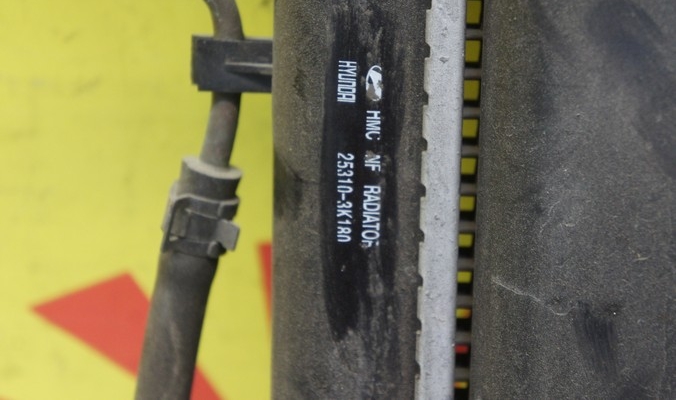 HMC NF RADIATOR
HYUNDAI 25310-3K180